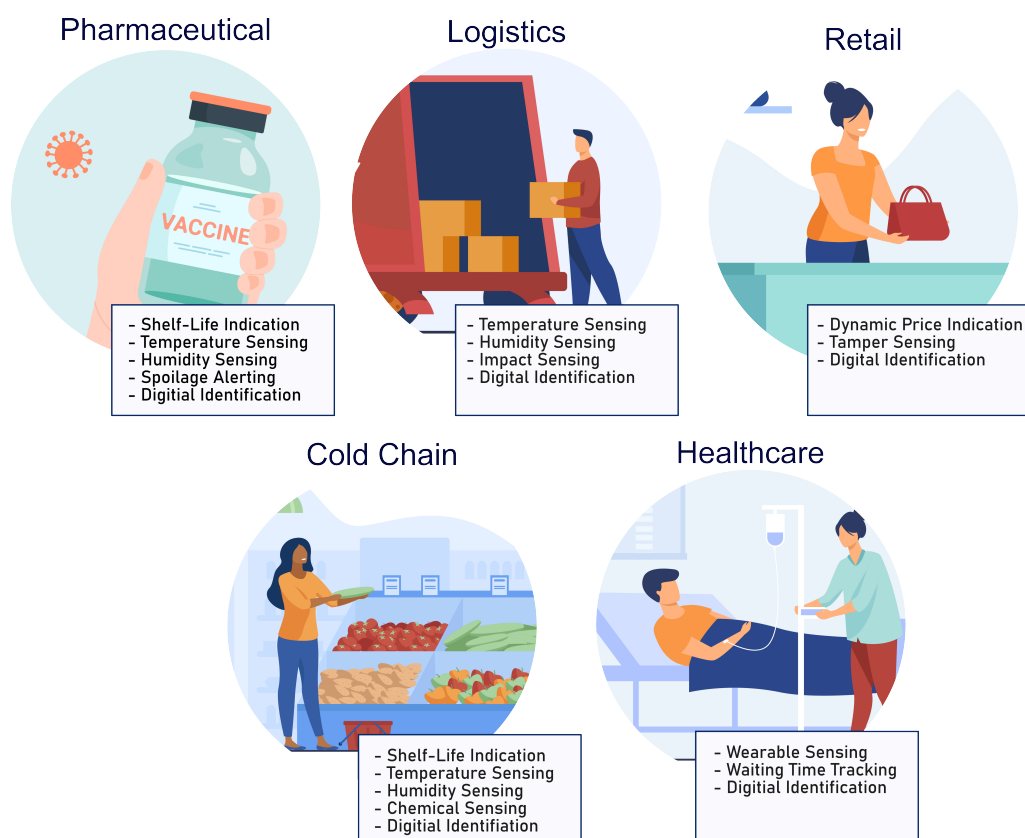 Pharmaceutical
Logistics
Retail
VACCINE
- Shelf-Life Indication
- Temperature Sensing
- Humidity Sensing
- Spoilage Alerting
- Digitial Identification
- Temperature Sensing
- Humidity Sensing
- Impact Sensing
- Digital Identification
- Dynamic Price Indication
- Tamper Sensing
- Digital Identification
Cold Chain
Healthcare
- Shelf-Life Indication
- Temperature Sensing
- Humidity Sensing
- Chemical Sensing
- Digitial Identifiation
- Wearable Sensing
- Waiting Time Tracking
- Digitial Identification